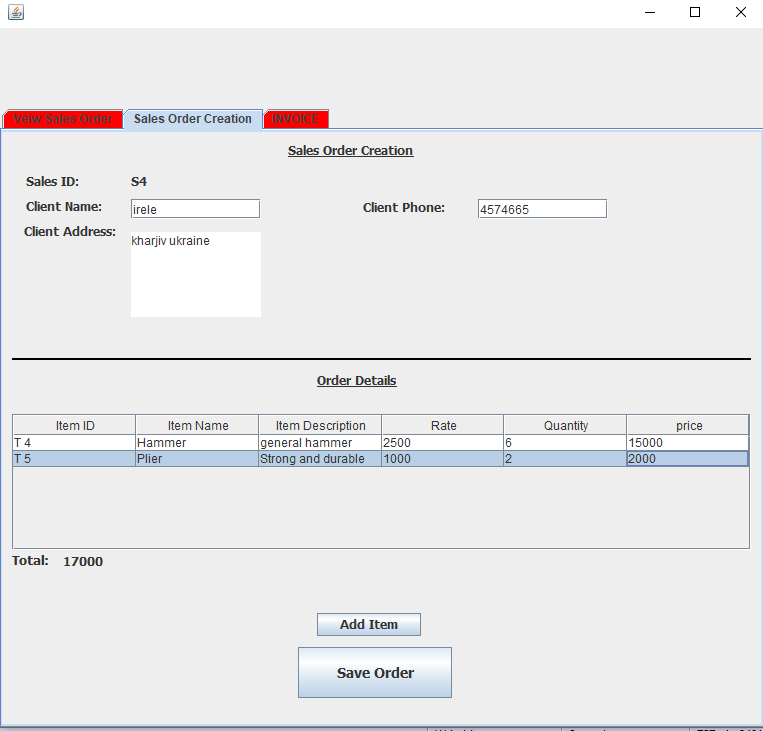 Veiw Sales Order Sales Order Creation INVOICE
Sales Order Creation
Sales ID: S4
Client Name: irele Client Phone: 4574665
Client Address: kharjiv ukraine
Order Details
Item ID Item Name Item Description Rate Quantity price
T 4 Hammer general hammer 2500 6 15000
T 5 Plier Strong and durable 1000 2 2000
Total: 17000
Add Item
Save Order